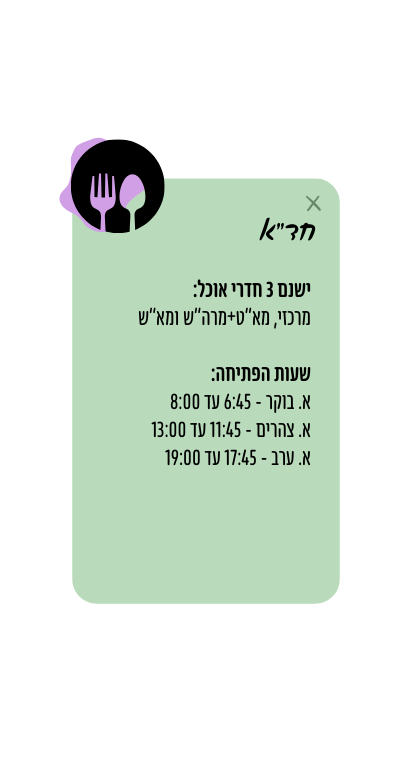 חד"א
ישנם 3 חדרי אוכל:
מרכזי, מא"ט+מרה"ש ומא"ש
שעות הפתיחה:
א. בוקר - 6:45 עד 8:00
א. צהרים - 11:45 עד 13:00
א. ערב - 17:45 עד 19:00